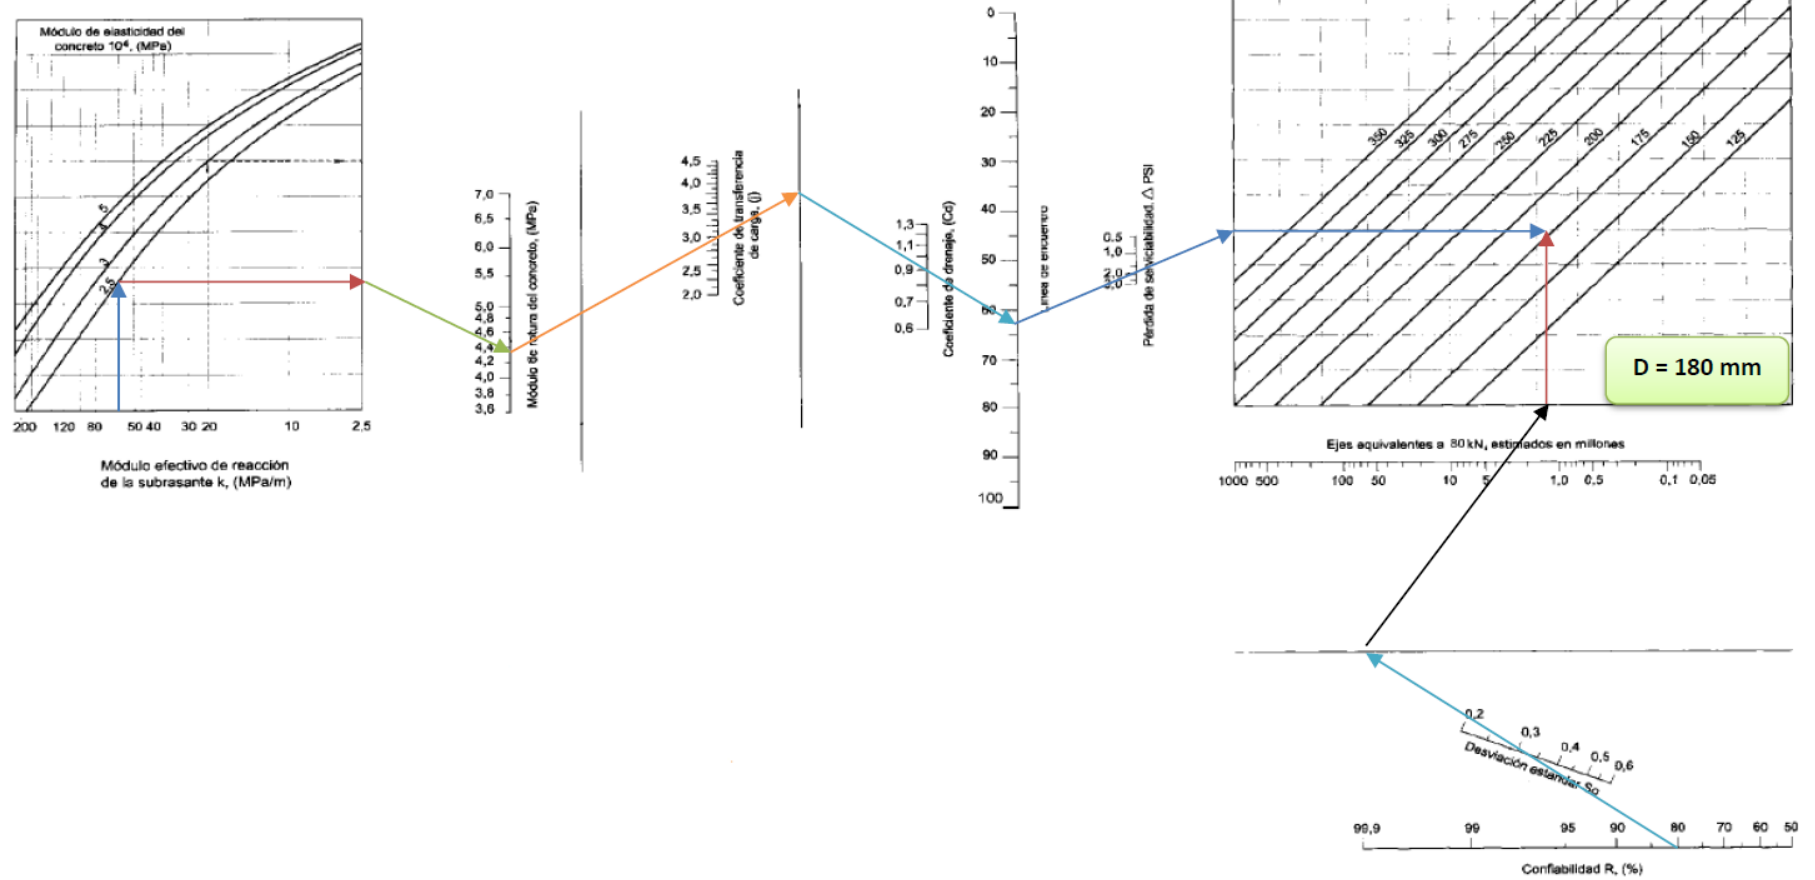 Módulo de elasticidad del
concreto 10⁶, (MPa)
5
4
3
2.5
200 120 80 50 40 30 20 10 2,5
Módulo efectivo de reacción
de la subrasante k, (MPa/m)
7,0
6,5
6,0
5,5
5,0
4,8
4,6
4,4
4,2
4,0
3,8
3,6
Módulo de rotura del concreto, (MPa)
4,5
4,0
3,5
3,0
2,5
2,0
Coeficiente de transferencia
de carga, (j)
1,3
1,1
0,9
0,7
0,6
Coeficiente de drenaje, (Cd)
0
10
20
30
40
50
60
70
80
90
100
Línea de encuentro
0.5
1,0
2,0
3,0
Pérdida de serviciabilidad, △ PSI
350 325 300 275 250 225 200 175 150 125
D = 180 mm
Ejes equivalentes a 80 kN, estimados en millones
1000 500 100 50 10 5 1,0 0,5 0,1 0,05
0,2 0,3 0,4 0,5 0,6
Desviación estandar So
99,9 99 95 90 80 70 60 50
Confiabilidad R, (%)